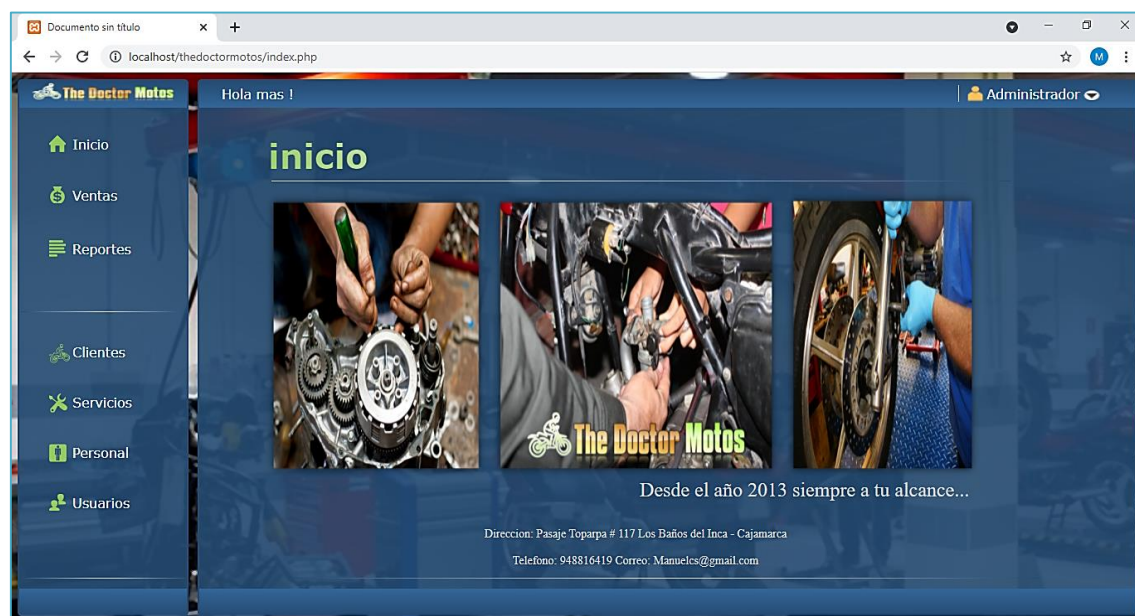 Documento sin título
localhost/thedoctormotos/index.php
M
The Doctor Motos
Hola mas !
Administrador
Inicio
Ventas
Reportes
Clientes
Servicios
Personal
Usuarios
inicio
The Doctor Motos
Desde el año 2013 siempre a tu alcance...
Direccion: Pasaje Toparpa # 117 Los Baños del Inca - Cajamarca
Telefono: 948816419 Correo: Manuelcs@gmail.com